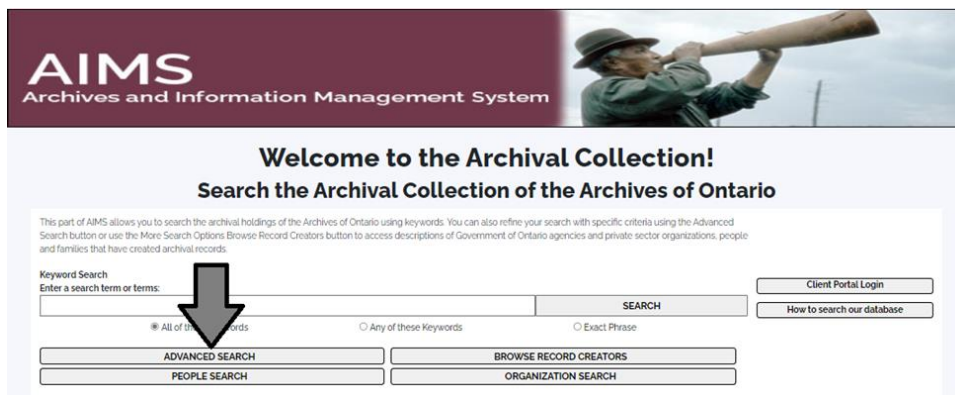 AIMS
Archives and Information Management System
Welcome to the Archival Collection!
Search the Archival Collection of the Archives of Ontario
This part of AIMS allows you to search the archival holdings of the Archives of Ontario using keywords. You can also refine your search with specific criteria using the Advanced
Search button or use the More Search Options Browse Record Creators button to access descriptions of Government of Ontario agencies and private sector organizations, people
and families that have created archival records.
Keyword Search
Enter a search term or terms:
SEARCH
All of th ords
Any of these Keywords
Exact Phrase
ADVANCED SEARCH
BROWSE RECORD CREATORS
PEOPLE SEARCH
ORGANIZATION SEARCH
Client Portal Login
How to search our database